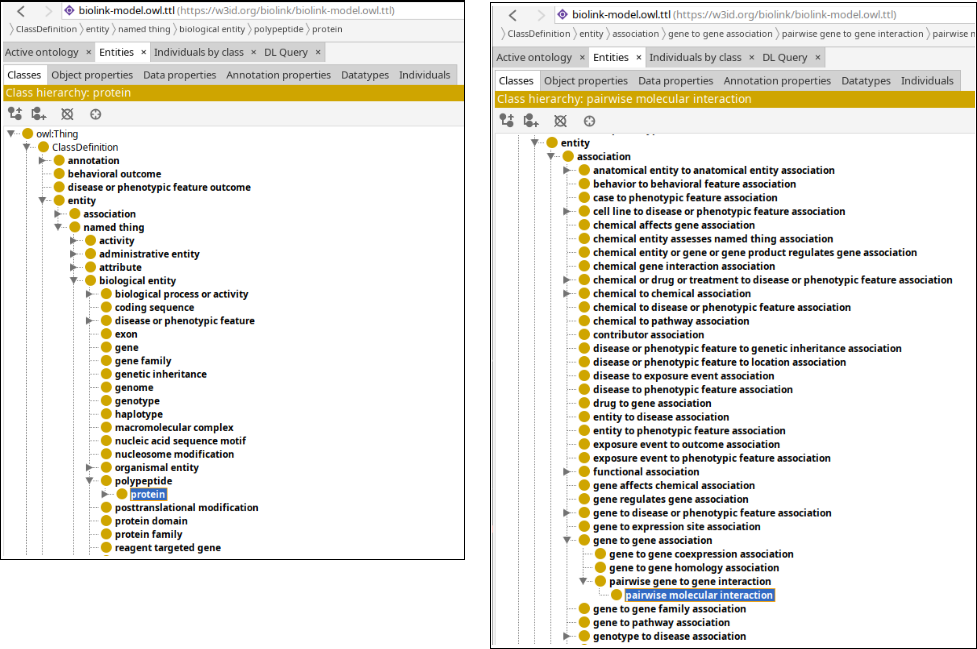 biolink-model.owl.ttl (https://w3id.org/biolink/biolink-model.owl.ttl)
ClassDefinition entity named thing biological entity polypeptide protein
Active ontology × Entities × Individuals by class × DL Query ×
Classes Object properties Data properties Annotation properties Datatypes Individuals
Class hierarchy: protein
owl:Thing
ClassDefinition
annotation
behavioral outcome
disease or phenotypic feature outcome
entity
association
named thing
activity
administrative entity
attribute
biological entity
biological process or activity
coding sequence
disease or phenotypic feature
exon
gene
gene family
genetic inheritance
genome
genotype
haplotype
macromolecular complex
nucleic acid sequence motif
nucleosome modification
organismal entity
polypeptide
protein
posttranslational modification
protein domain
protein family
reagent targeted gene
biolink-model.owl.ttl (https://w3id.org/biolink/biolink-model.owl.ttl)
ClassDefinition entity association gene to gene association pairwise gene to gene interaction pairwise n
Active ontology × Entities × Individuals by class × DL Query ×
Classes Object properties Data properties Annotation properties Datatypes Individuals
Class hierarchy: pairwise molecular interaction
entity
association
anatomical entity to anatomical entity association
behavior to behavioral feature association
case to phenotypic feature association
cell line to disease or phenotypic feature association
chemical affects gene association
chemical entity assesses named thing association
chemical entity or gene or gene product regulates gene association
chemical gene interaction association
chemical or drug or treatment to disease or phenotypic feature association
chemical to chemical association
chemical to disease or phenotypic feature association
chemical to pathway association
contributor association
disease or phenotypic feature to genetic inheritance association
disease or phenotypic feature to location association
disease to exposure event association
disease to phenotypic feature association
drug to gene association
entity to disease association
entity to phenotypic feature association
exposure event to outcome association
exposure event to phenotypic feature association
functional association
gene affects chemical association
gene regulates gene association
gene to disease or phenotypic feature association
gene to expression site association
gene to gene association
gene to gene coexpression association
gene to gene homology association
pairwise gene to gene interaction
pairwise molecular interaction
gene to gene family association
gene to pathway association
genotype to disease association